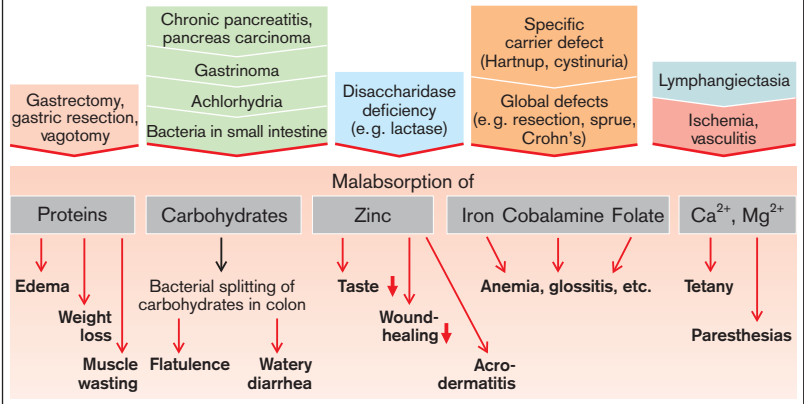 Gastrectomy,
gastric resection,
vagotomy
Chronic pancreatitis,
pancreas carcinoma
Gastrinoma
Achlorhydria
Bacteria in small intestine
Disaccharidase
deficiency
(e.g. lactase)
Specific
carrier defect
(Hartnup, cystinuria)
Global defects
(e.g. resection, sprue,
Crohn's)
Lymphangiectasia
Ischemia,
vasculitis
Malabsorption of
Proteins
Carbohydrates
Zinc
Iron Cobalamine Folate
Ca²⁺, Mg²⁺
Edema
Weight
loss
Muscle
wasting
Bacterial splitting of
carbohydrates in colon
Flatulence
Watery
diarrhea
Taste
Wound-
healing
Acro-
dermatitis
Anemia, glossitis, etc.
Tetany
Paresthesias